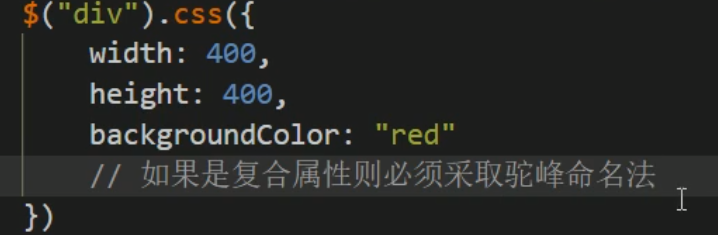 $("div").css({
    width: 400,
    height: 400,
    backgroundColor: "red"
    // 如果是复合属性则必须采取驼峰命名法
})